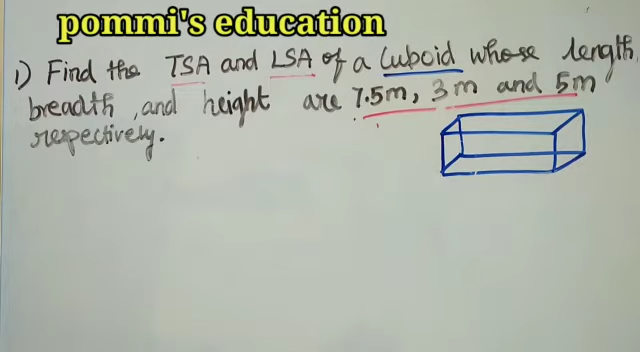 pommi's education
1) Find the TSA and LSA of a Cuboid whose length,
breadth, and height are 7.5m, 3m and 5m
respectively.